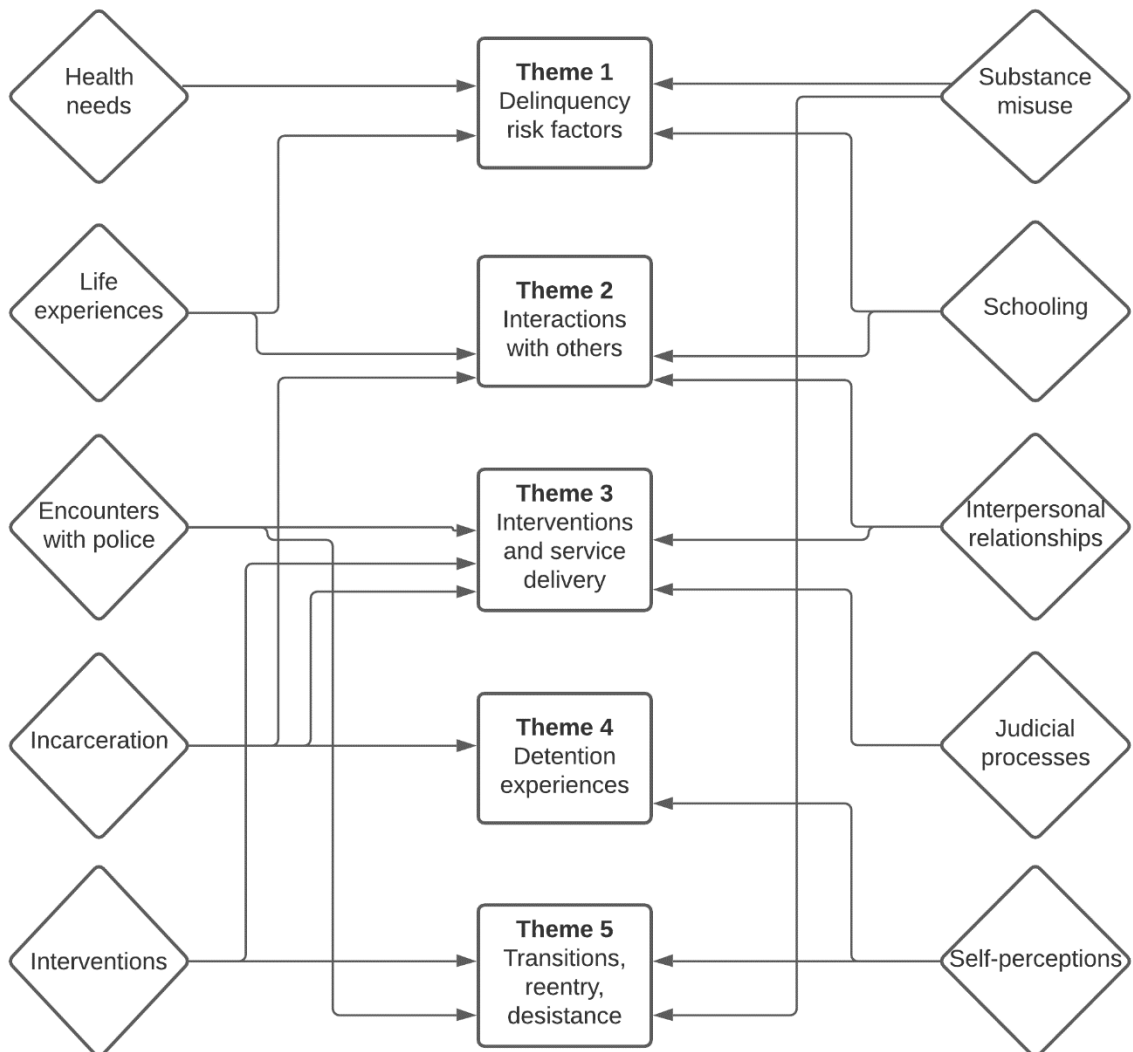 Health
needs
Theme 1
Delinquency
risk factors
Substance
misuse
Life
experiences
Theme 2
Interactions
with others
Schooling
Encounters
with police
Theme 3
Interventions
and service
delivery
Interpersonal
relationships
Incarceration
Theme 4
Detention
experiences
Judicial
processes
Interventions
Theme 5
Transitions,
reentry,
desistance
Self-perceptions